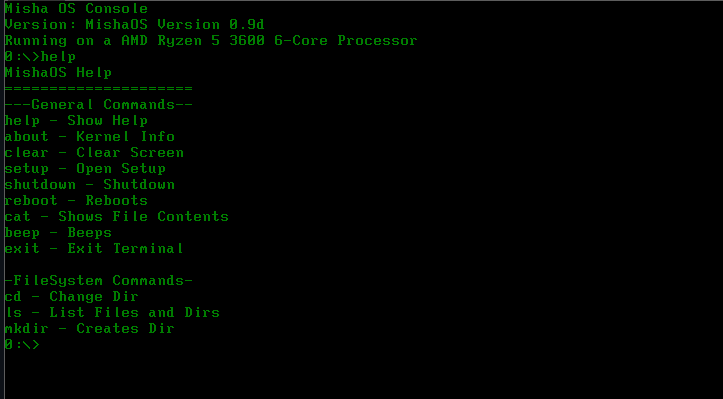 Misha OS Console
Version: MishaOS Version 0.9d
Running on a AMD Ryzen 5 3600 6-Core Processor
0:\>help
MishaOS Help
=====================
---General Commands--
help - Show Help
about - Kernel Info
clear - Clear Screen
setup - Open Setup
shutdown - Shutdown
reboot - Reboots
cat - Shows File Contents
beep - Beeps
exit - Exit Terminal
-FileSystem Commands-
cd - Change Dir
ls - List Files and Dirs
mkdir - Creates Dir
0:\>